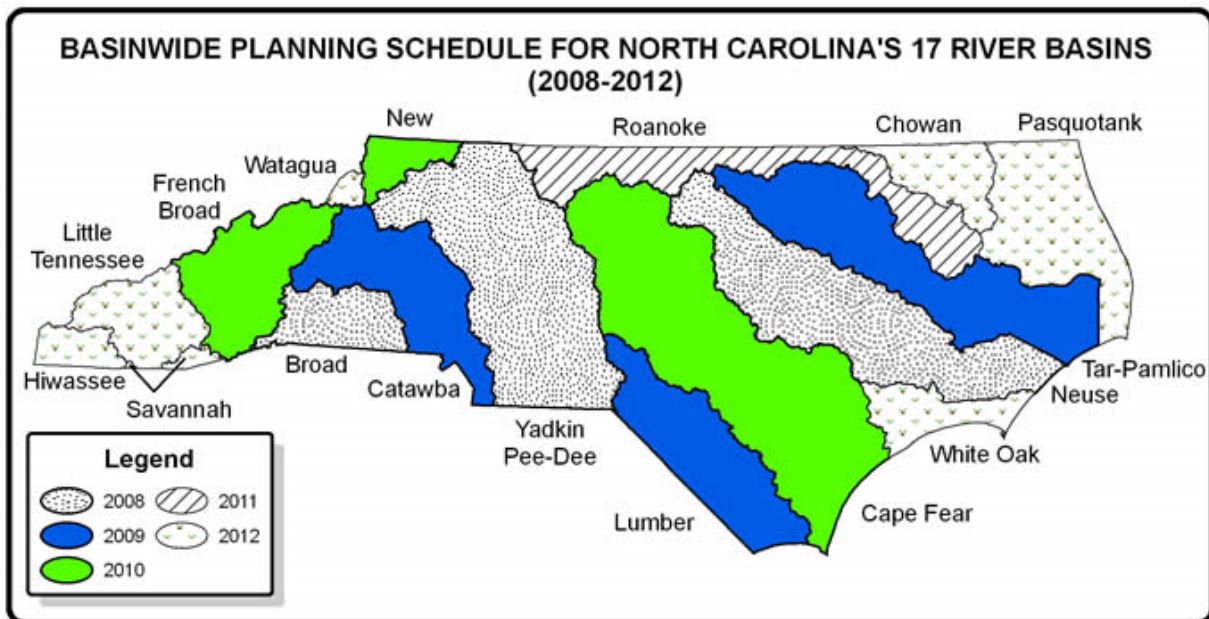 BASINWIDE PLANNING SCHEDULE FOR NORTH CAROLINA'S 17 RIVER BASINS
(2008-2012)
New
Roanoke
Chowan
Pasquotank
Watagua
French
Broad
Little
Tennessee
Hiwassee
Savannah
Broad
Catawba
Yadkin
Pee-Dee
Lumber
Cape Fear
White Oak
Neuse
Tar-Pamlico
Legend
2008
2011
2009
2012
2010